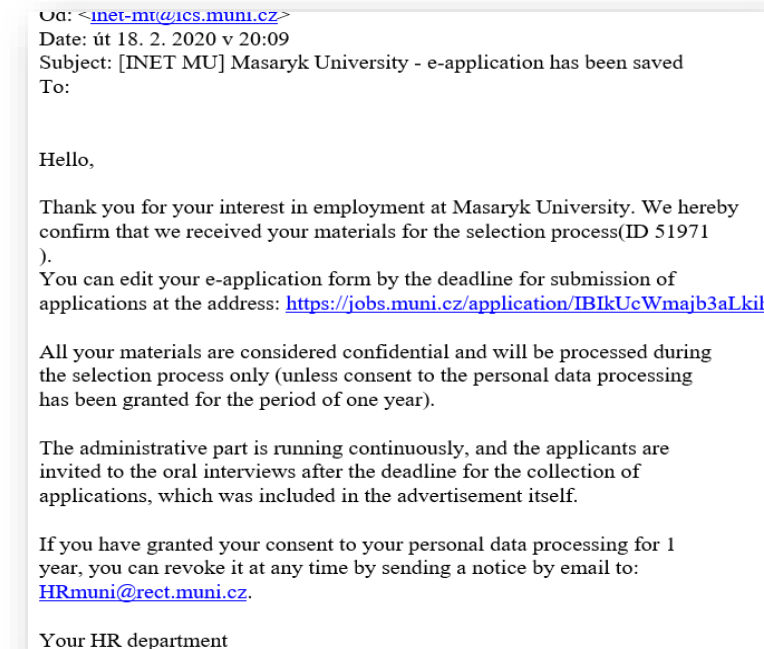 Od: <inet-mt@ics.muni.cz>
Date: út 18. 2. 2020 v 20:09
Subject: [INET MU] Masaryk University - e-application has been saved
To:
Hello,
Thank you for your interest in employment at Masaryk University. We hereby
confirm that we received your materials for the selection process(ID 51971
).
You can edit your e-application form by the deadline for submission of
applications at the address: https://jobs.muni.cz/application/IBIkUcWmajb3aLkil
All your materials are considered confidential and will be processed during
the selection process only (unless consent to the personal data processing
has been granted for the period of one year).
The administrative part is running continuously, and the applicants are
invited to the oral interviews after the deadline for the collection of
applications, which was included in the advertisement itself.
If you have granted your consent to your personal data processing for 1
year, you can revoke it at any time by sending a notice by email to:
HRmuni@rect.muni.cz.
Your HR department